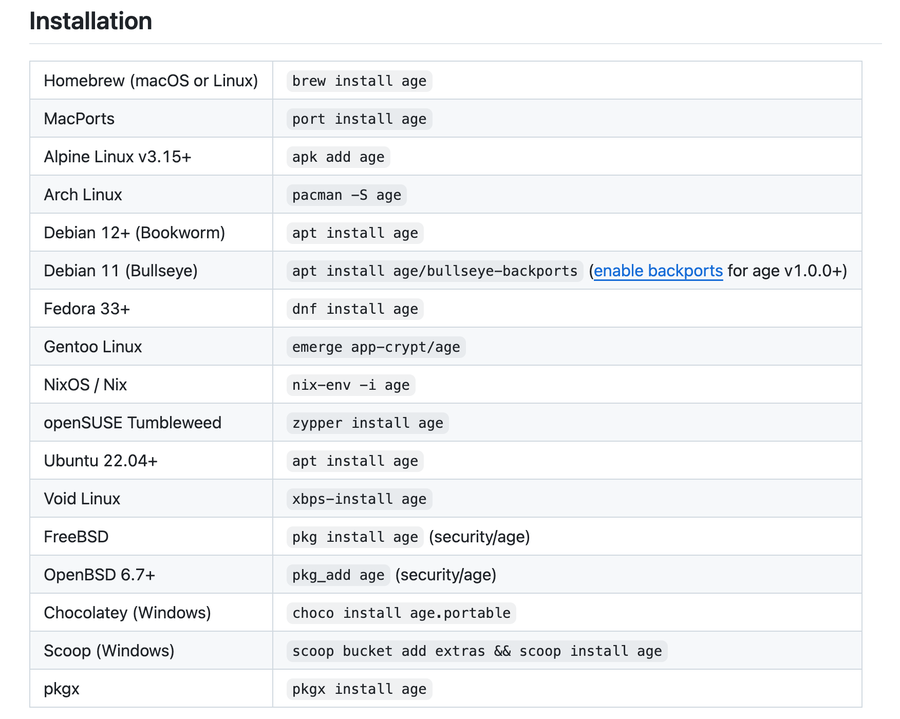 Installation
Homebrew (macOS or Linux) brew install age
MacPorts port install age
Alpine Linux v3.15+ apk add age
Arch Linux pacman -S age
Debian 12+ (Bookworm) apt install age
Debian 11 (Bullseye) apt install age/bullseye-backports (enable backports for age v1.0.0+)
Fedora 33+ dnf install age
Gentoo Linux emerge app-crypt/age
NixOS / Nix nix-env -i age
openSUSE Tumbleweed zypper install age
Ubuntu 22.04+ apt install age
Void Linux xbps-install age
FreeBSD pkg install age (security/age)
OpenBSD 6.7+ pkg_add age (security/age)
Chocolatey (Windows) choco install age.portable
Scoop (Windows) scoop bucket add extras && scoop install age
pkgx pkgx install age